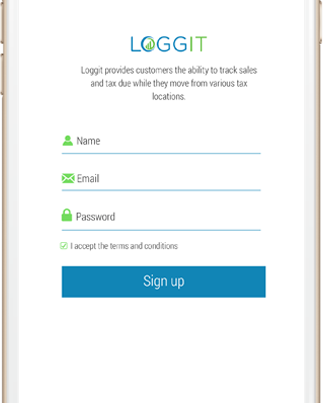 LOGGIT
Loggit provides customers the ability to track sales
and tax due while they move from various tax
locations.
Name
Email
Password
I accept the terms and conditions
Sign up